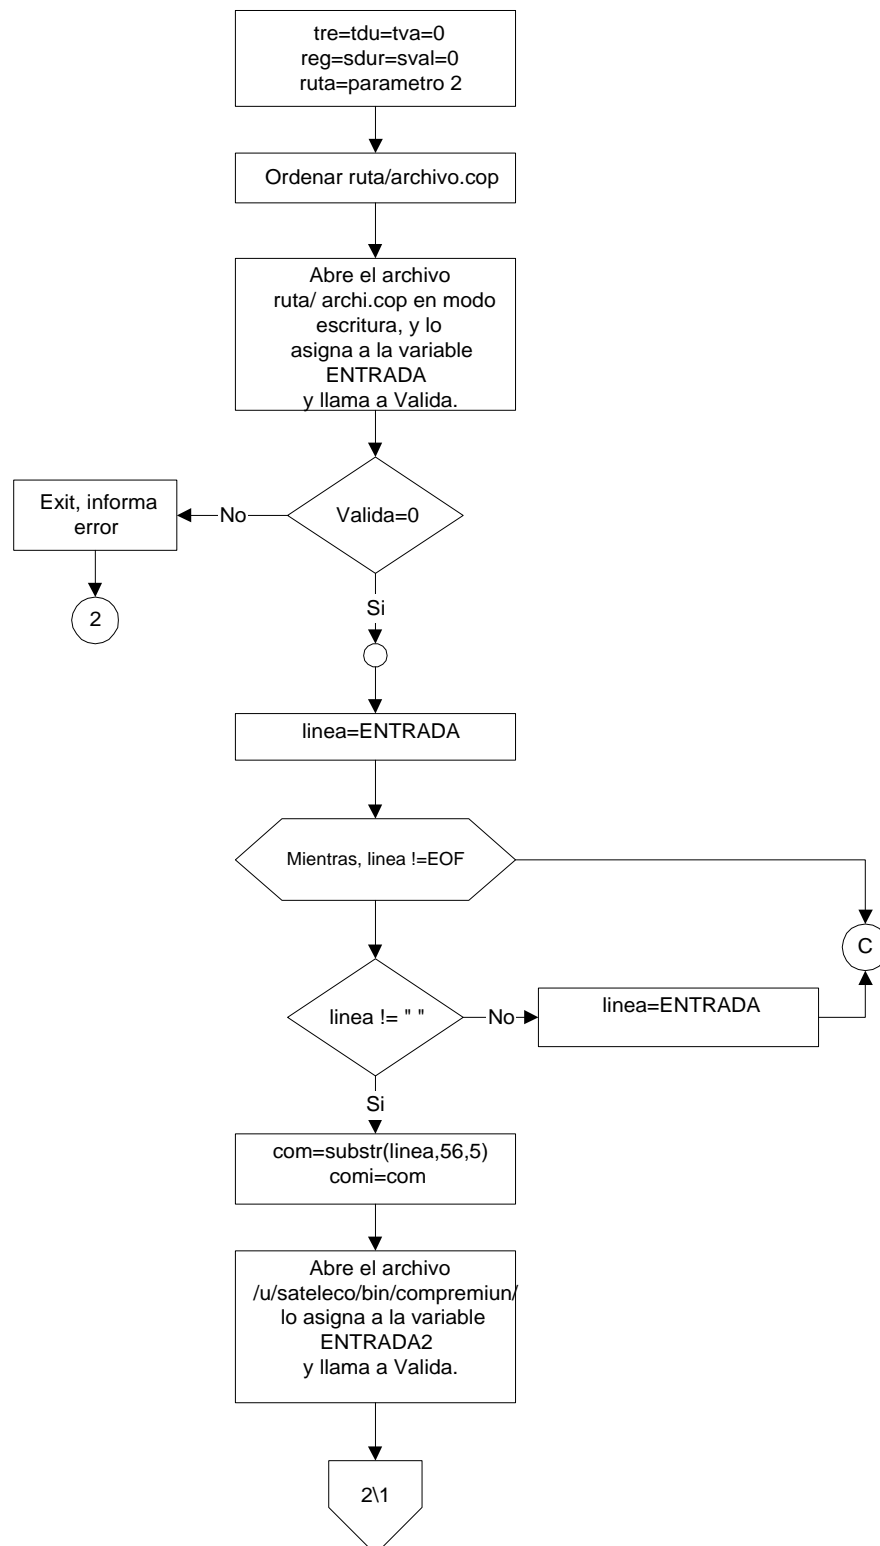 tre=tdu=tva=0
reg=sdur=sval=0
ruta=parametro 2
Ordenar ruta/archivo.cop
Abre el archivo
ruta/ archi.cop en modo
escritura, y lo
asigna a la variable
ENTRADA
y llama a Valida.
Exit, informa
error
No
Valida=0
2
Si
linea=ENTRADA
Mientras, linea !=EOF
C
linea != " "
No
linea=ENTRADA
Si
com=substr(linea,56,5)
comi=com
Abre el archivo
/u/sateleco/bin/compremiun/
lo asigna a la variable
ENTRADA2
y llama a Valida.
2\1